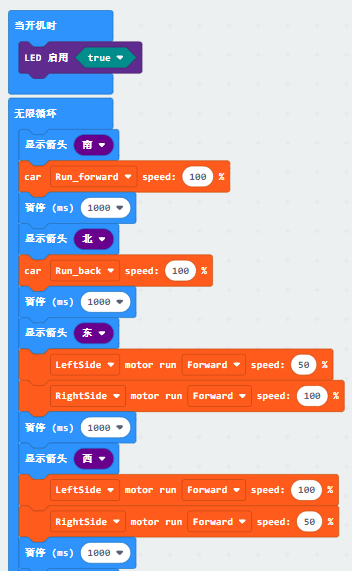 当开机时
LED 启用 true
无限循环
显示箭头 南
car Run_forward speed: 100 %
暂停 (ms) 1000
显示箭头 北
car Run_back speed: 100 %
暂停 (ms) 1000
显示箭头 东
LeftSide motor run Forward speed: 50 %
RightSide motor run Forward speed: 100 %
暂停 (ms) 1000
显示箭头 西
LeftSide motor run Forward speed: 100 %
RightSide motor run Forward speed: 50 %
暂停 (ms) 1000